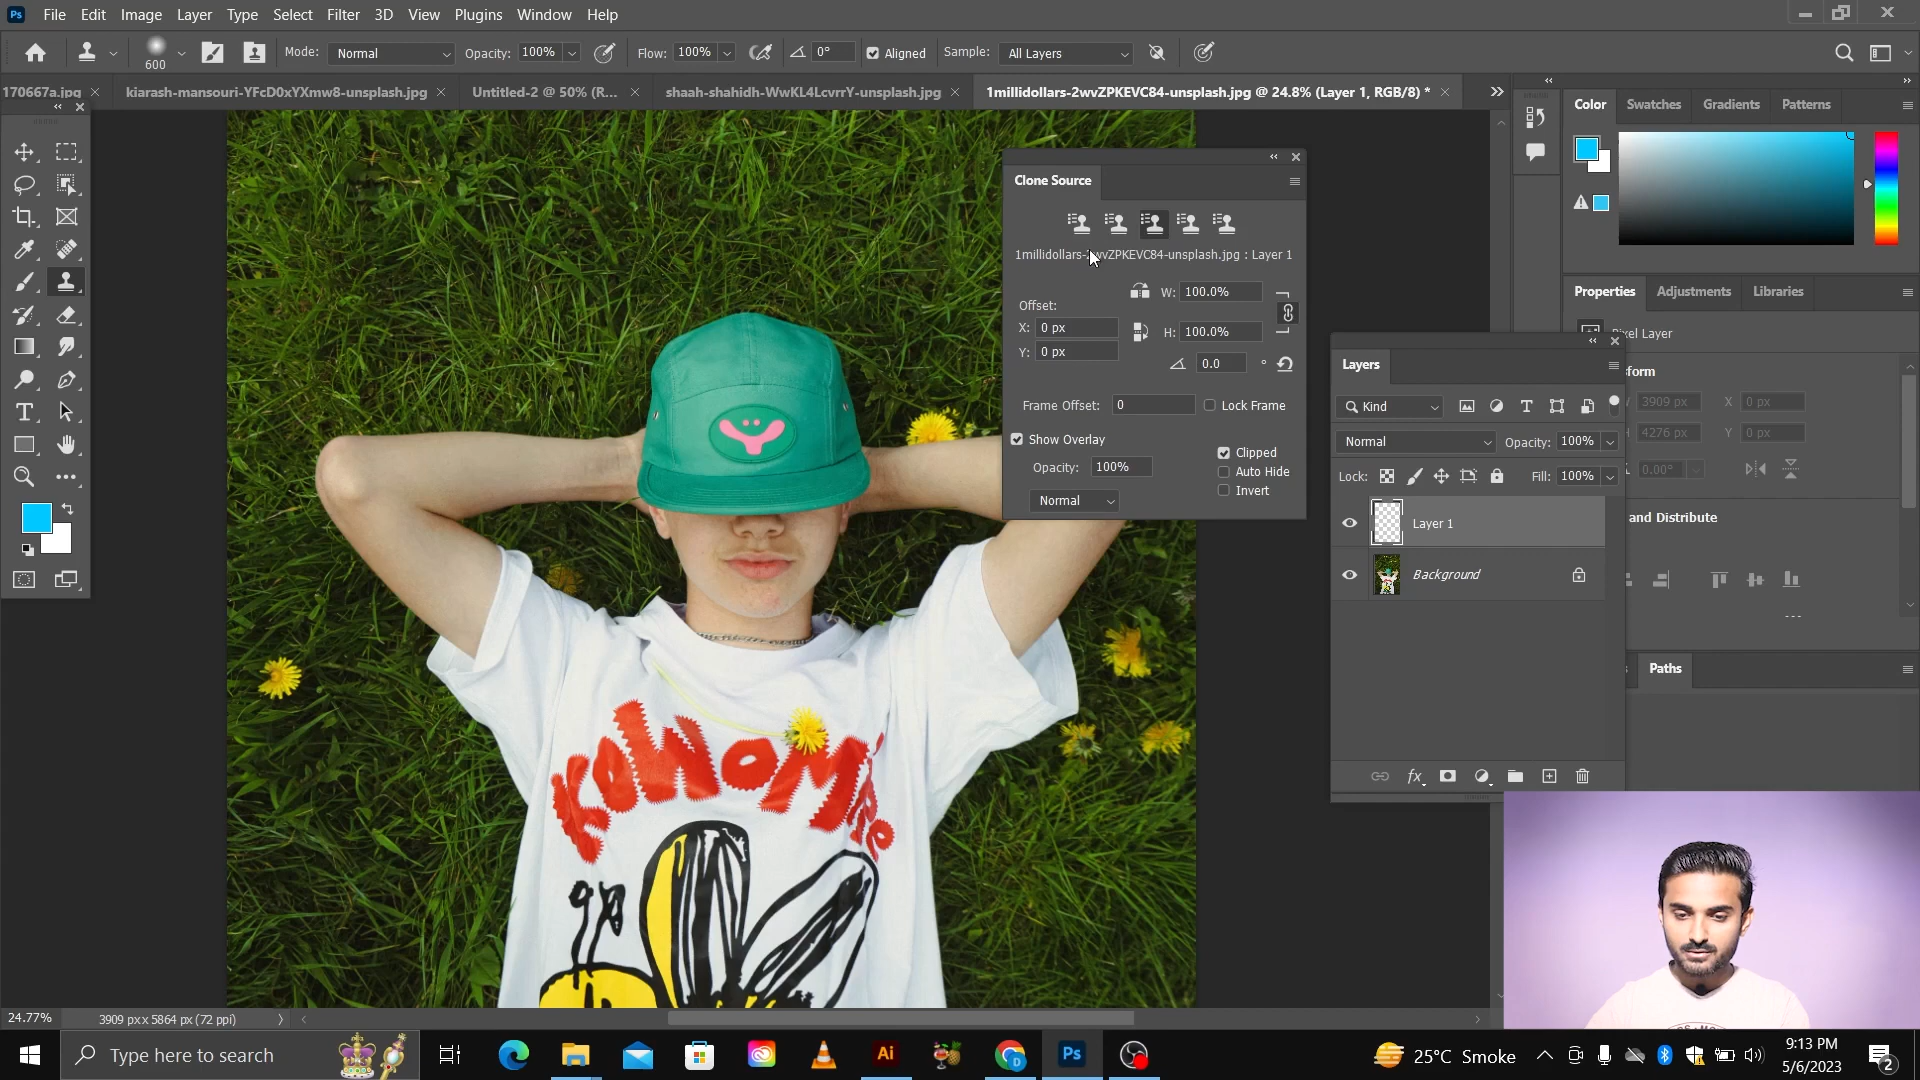 Ps File Edit Image Layer Type Select Filter 3D View Plugins Window Help
600 Mode: Normal Opacity: 100% Flow: 100% 0° Aligned Sample: All Layers
170667a.jpg kiarash-mansouri-YFcD0xYXmw8-unsplash.jpg Untitled-2 @ 50% (R... shaah-shahidh-WwKL4LcvrrY-unsplash.jpg 1millidollars-2wvZPKEVC84-unsplash.jpg @ 24.8% (Layer 1, RGB/8) *
Color Swatches Gradients Patterns
Clone Source
1millidollars-2wvZPKEVC84-unsplash.jpg : Layer 1
Offset:
X: 0 px
Y: 0 px
W: 100.0%
H: 100.0%
0.0 °
Frame Offset: 0 Lock Frame
Show Overlay
Opacity: 100%
Normal
Clipped
Auto Hide
Invert
Properties Adjustments Libraries
Pixel Layer
sform
3909 px X 0 px
4276 px Y 0 px
0.00°
and Distribute
Paths
Layers
Kind
Normal Opacity: 100%
Lock: Fill: 100%
Layer 1
Background
fx
KOWOMO
24.77% 3909 px x 5864 px (72 ppi)
Type here to search
Ai
Ps
25°C Smoke
9:13 PM
5/6/2023
2